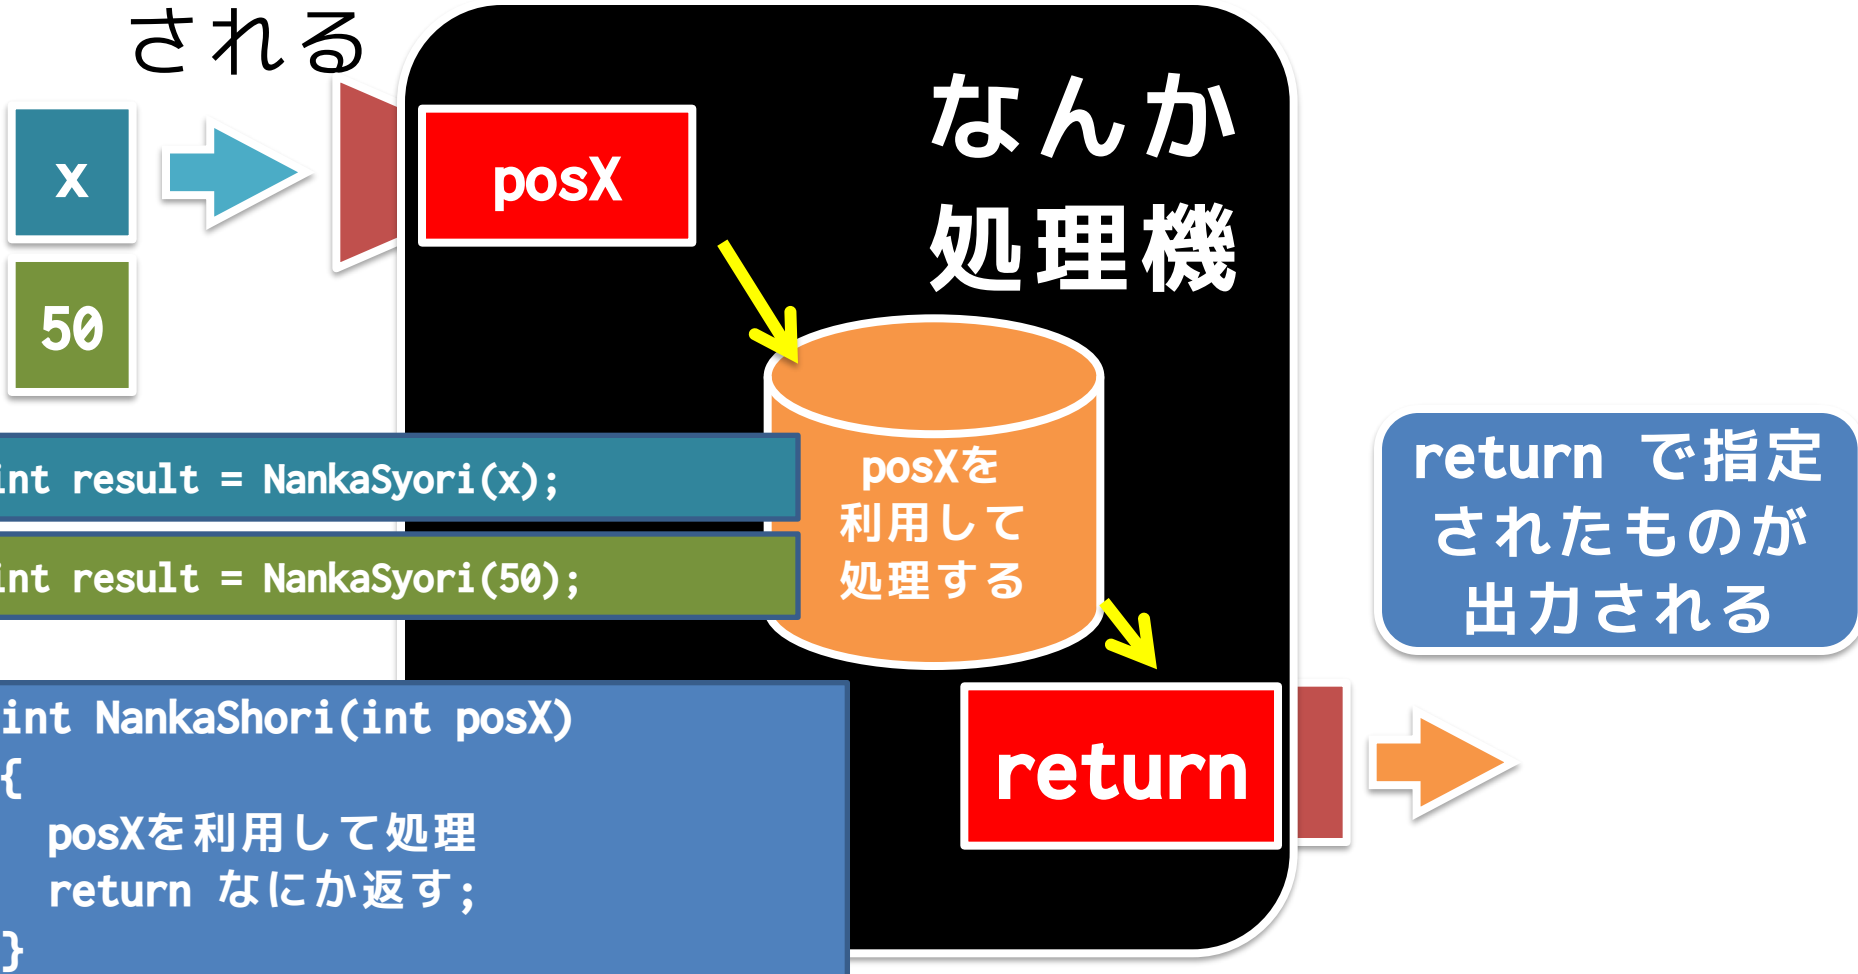 される
x
50
posX
なんか
処理機
posXを
利用して
処理する
int result = NankaSyori(x);
int result = NankaSyori(50);
return で指定
されたものが
出力される
return
int NankaShori(int posX)
{
posXを利用して処理
return なにか返す;
}